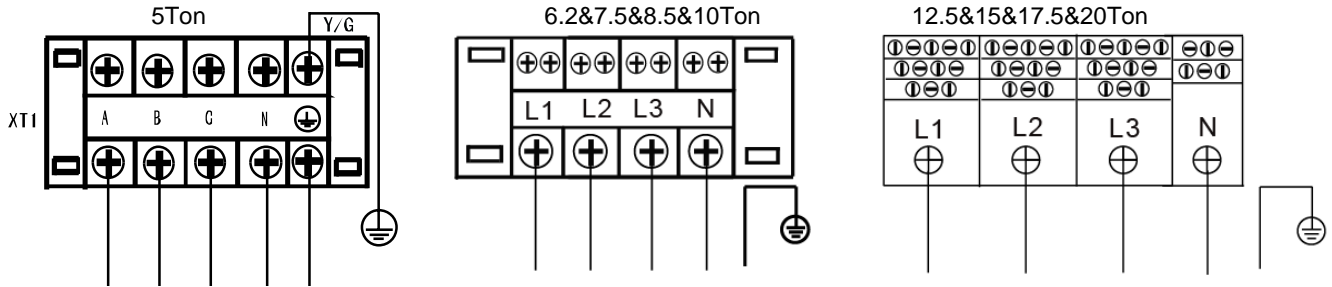 5Ton
Y/G
XT1
A B C N
6.2&7.5&8.5&10Ton
L1 L2 L3 N
12.5&15&17.5&20Ton
L1 L2 L3 N